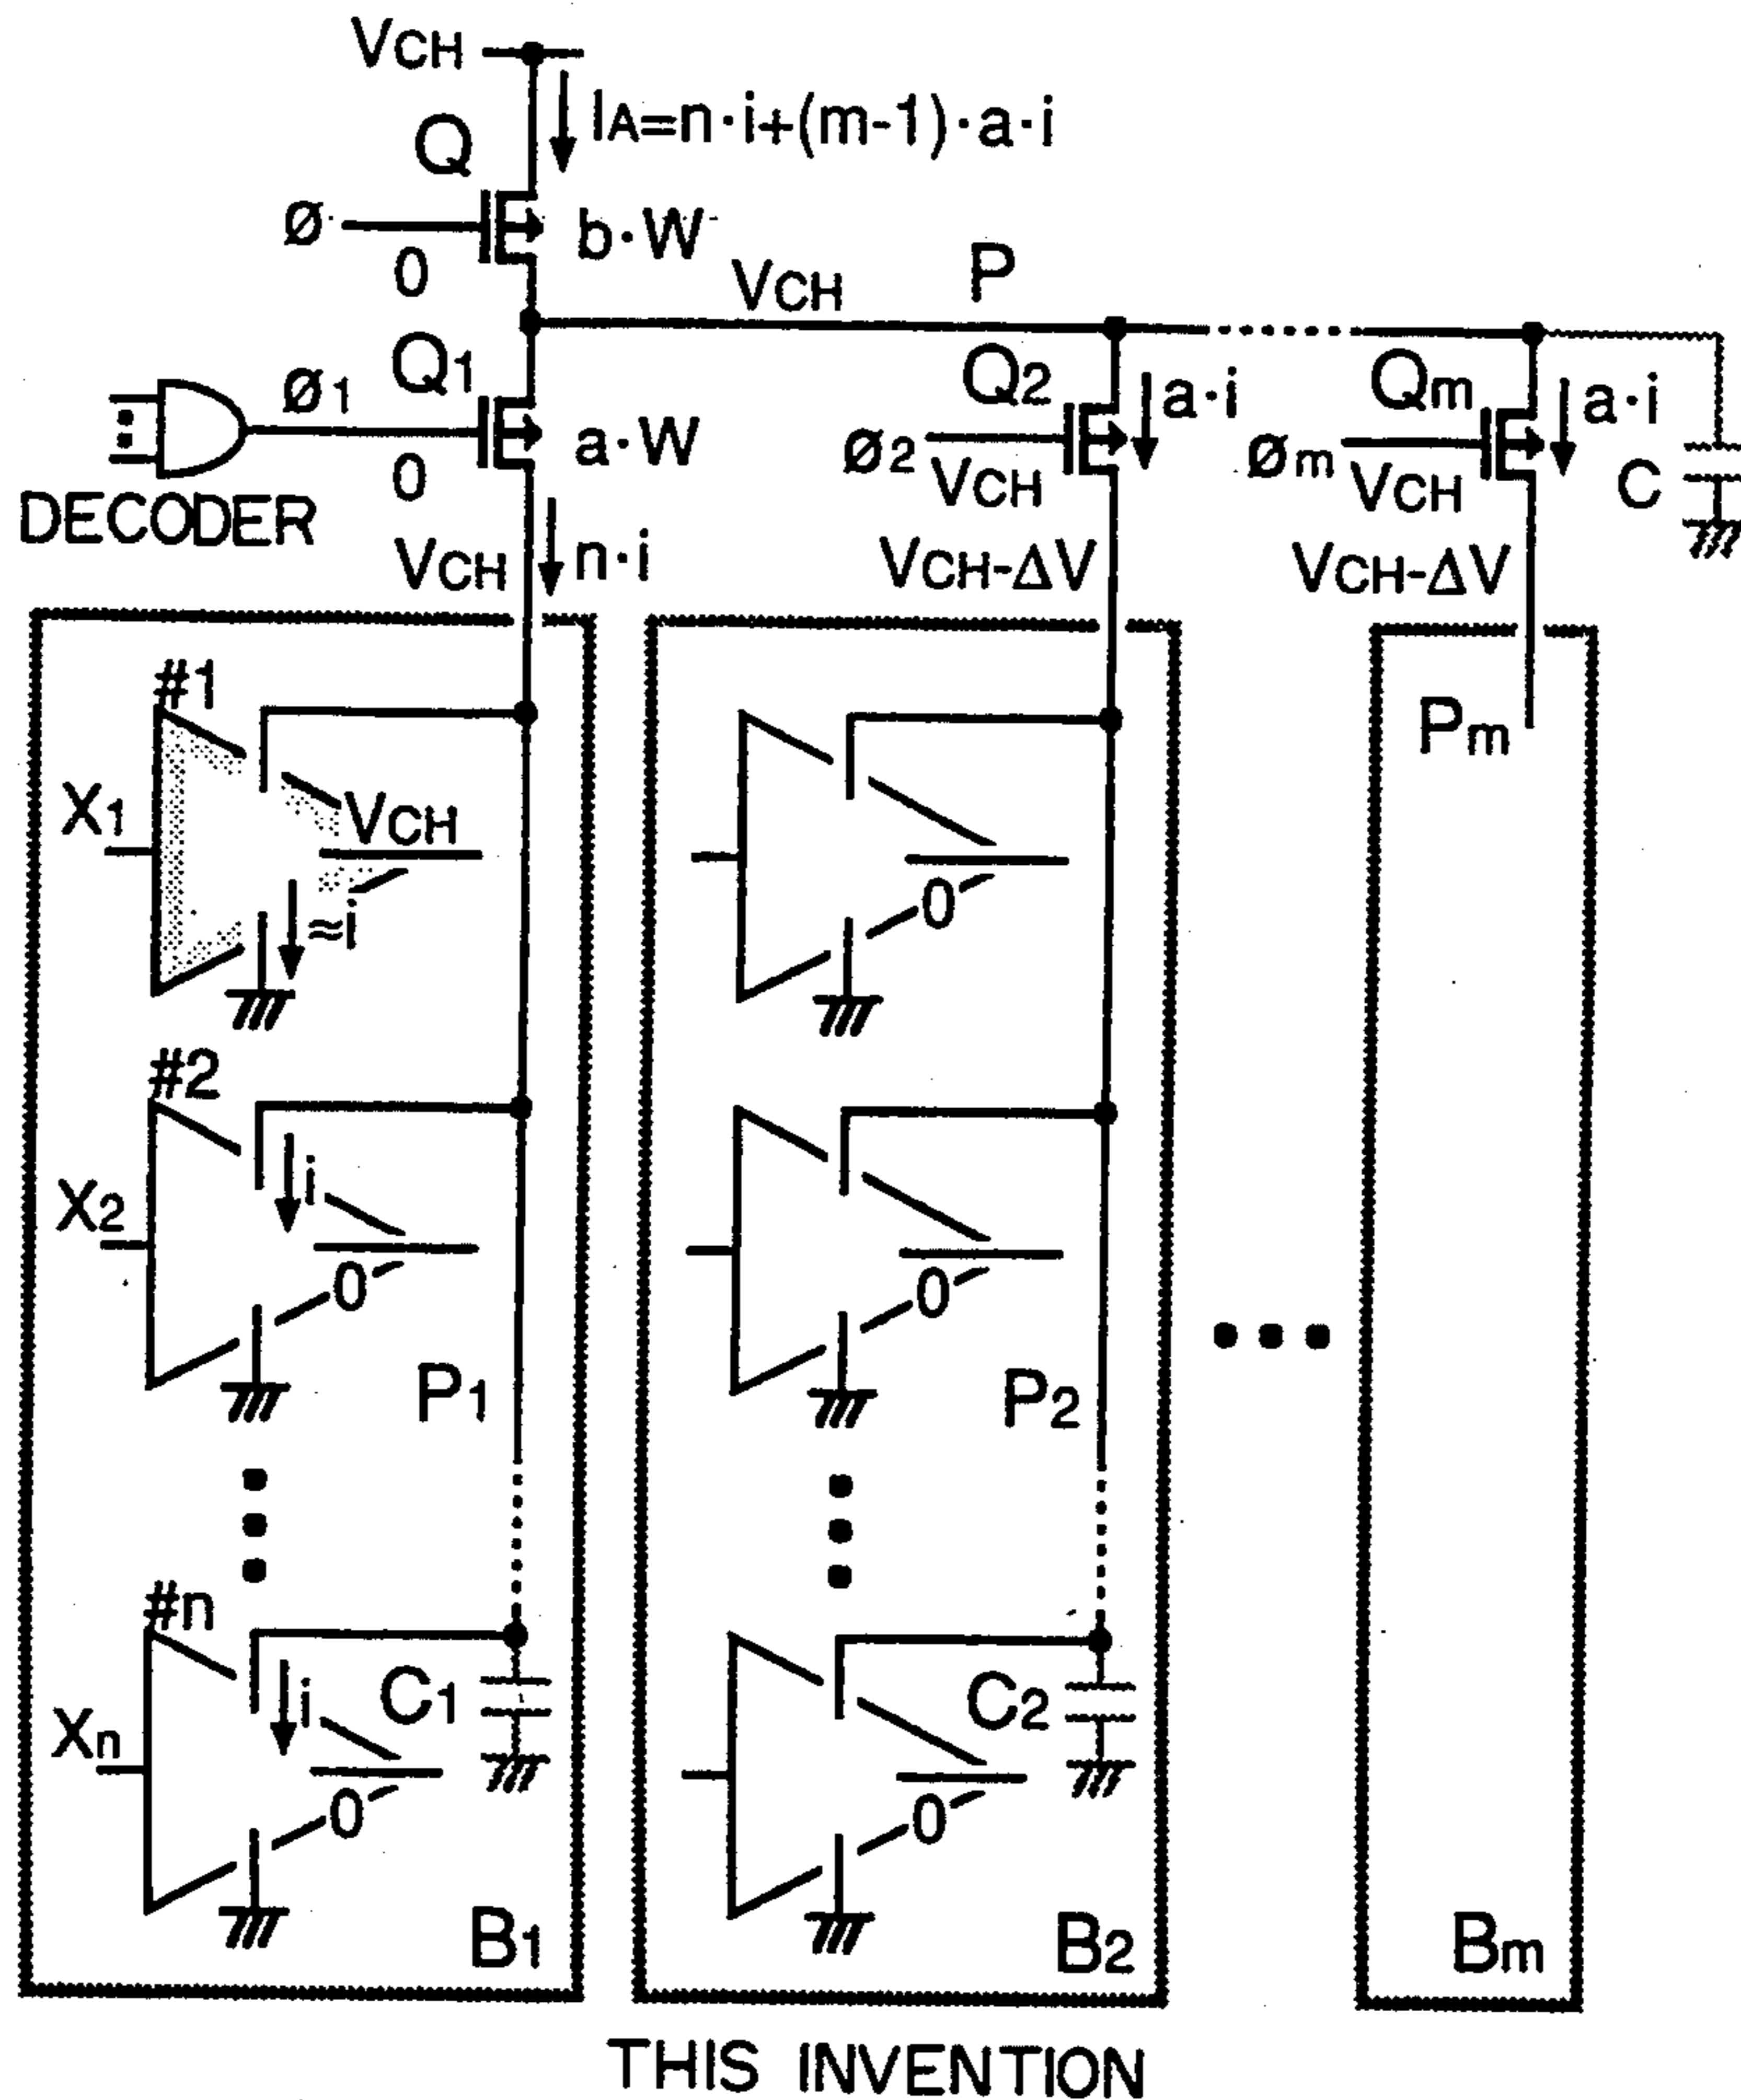 VCH
IA=n·i+(m-1)·a·i
Q
Ø
0
b·W
VCH
P
Q1
Ø1
0
a·W
DECODER
VCH
n·i
Q2
a·i
Ø2
VCH
VCH-ΔV
Qm
a·i
Øm
VCH
C
VCH-ΔV
#1
X1
VCH
≈i
#2
X2
i
0
P1
#n
Xn
i
0
C1
B1
0
0
P2
0
C2
B2
Pm
Bm
THIS INVENTION